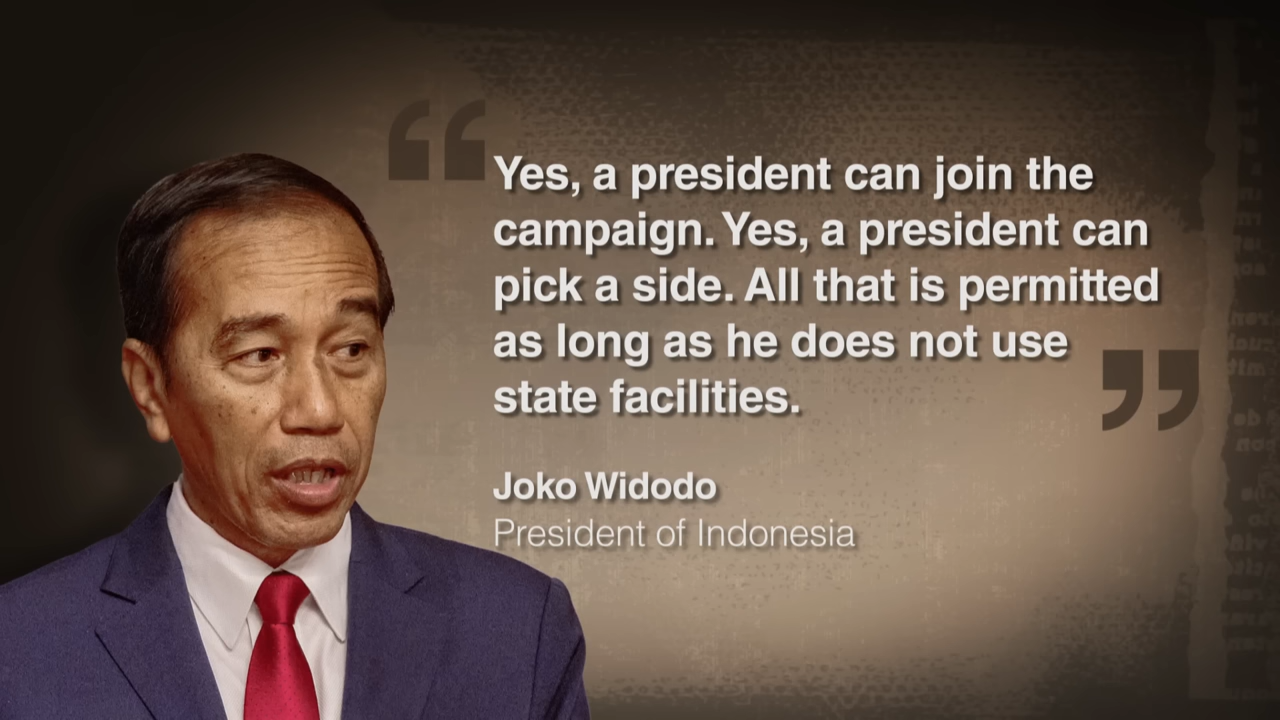 “Yes, a president can join the
campaign. Yes, a president can
pick a side. All that is permitted
as long as he does not use
state facilities.”
Joko Widodo
President of Indonesia